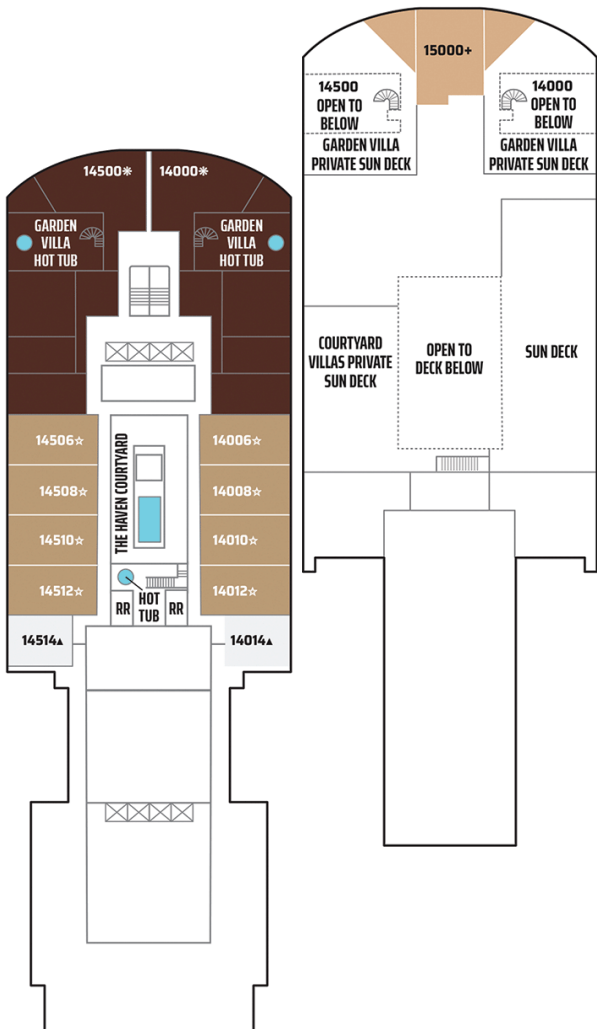 15000+
14500
OPEN TO
BELOW
14000
OPEN TO
BELOW
GARDEN VILLA
PRIVATE SUN DECK
GARDEN VILLA
PRIVATE SUN DECK
COURTYARD
VILLAS PRIVATE
SUN DECK
OPEN TO
DECK BELOW
SUN DECK
14500✳
14000✳
GARDEN
VILLA
HOT TUB
GARDEN
VILLA
HOT TUB
14506☆
14006☆
14508☆
14008☆
14510☆
14010☆
14512☆
14012☆
THE HAVEN COURTYARD
HOT
TUB
RR
RR
14514▲
14014▲